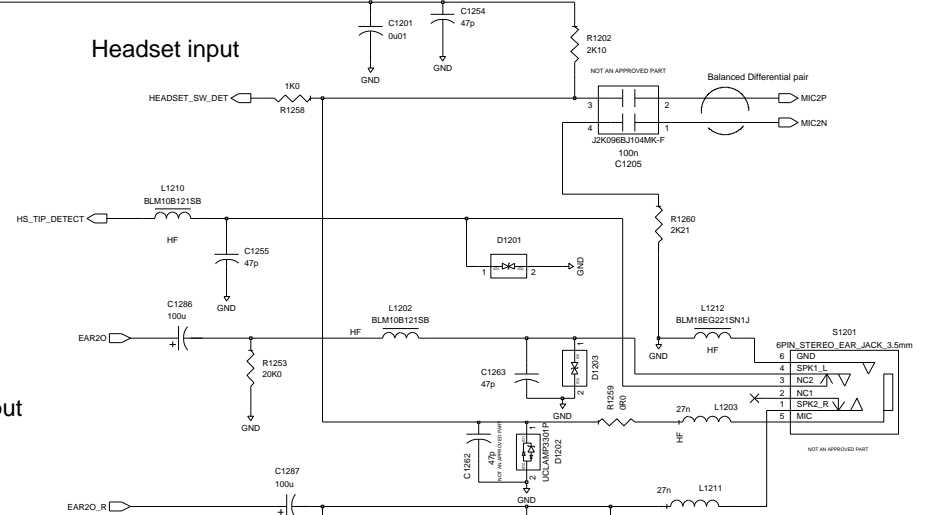 C1254
47p
C1201
0u01
GND
GND
R1202
2K10
Headset input
NOT AN APPROVED PART
Balanced Differential pair
1K0
HEADSET_SW_DET
R1258
3
2
MIC2P
4
1
MIC2N
J2K096BJ104MK-F
100n
C1205
L1210
BLM10B121SB
HS_TIP_DETECT
HF
C1255
47p
GND
R1260
2K21
D1201
1
2
GND
C1286
100u
EAR2O
+
HF
L1202
BLM10B121SB
R1253
20K0
GND
C1263
47p
1
D1203
2
GND
GND
L1212
BLM18EG221SN1J
HF
S1201
6PIN_STEREO_EAR_JACK_3.5mm
6 GND
4 SPK1_L
3 NC2
2 NC1
1 SPK2_R
5 MIC
NOT AN APPROVED PART
R1259
0R0
27n
L1203
HF
out
C1262
47p
NOT AN APPROVED PART
1
2
UCLAMP3301P
D1202
GND
C1287
100u
EAR2O_R
+
27n
L1211